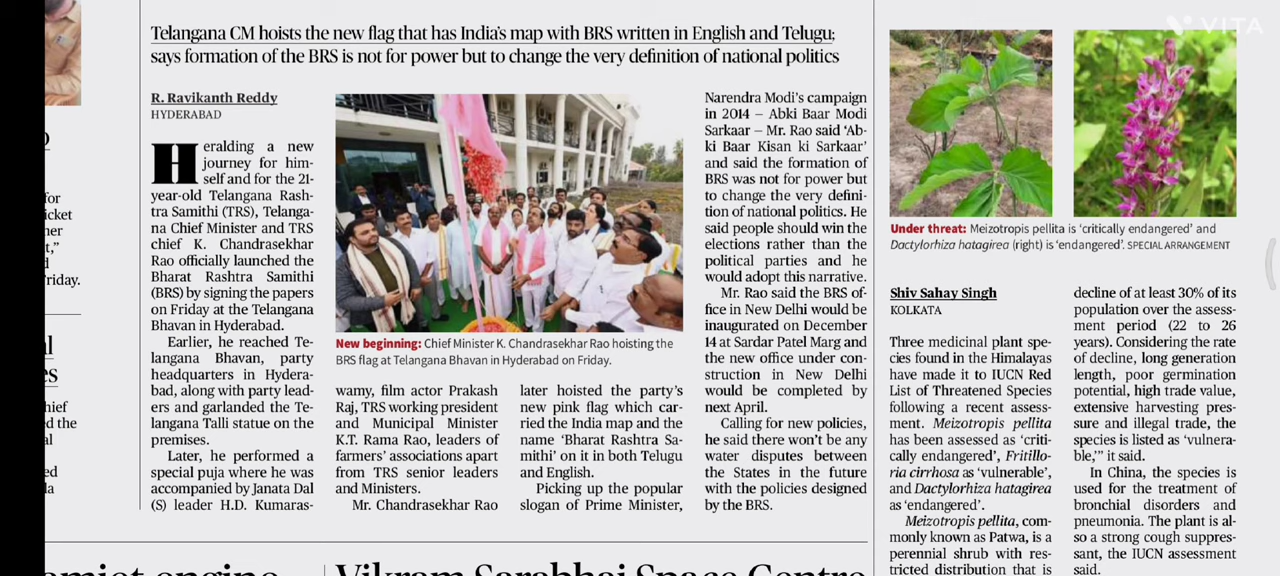 Telangana CM hoists the new flag that has India's map with BRS written in English and Telugu;
says formation of the BRS is not for power but to change the very definition of national politics
R. Ravikanth Reddy
HYDERABAD
Heralding a new
journey for him-
self and for the 21-
year-old Telangana Rash-
tra Samithi (TRS), Telanga-
na Chief Minister and TRS
chief K. Chandrasekhar
Rao officially launched the
Bharat Rashtra Samithi
(BRS) by signing the papers
on Friday at the Telangana
Bhavan in Hyderabad.
Earlier, he reached Te-
langana Bhavan, party
headquarters in Hydera-
bad, along with party lead-
ers and garlanded the Te-
langana Talli statue on the
premises.
Later, he performed a
special puja where he was
accompanied by Janata Dal
(S) leader H.D. Kumaras-
New beginning: Chief Minister K. Chandrasekhar Rao hoisting the
BRS flag at Telangana Bhavan in Hyderabad on Friday.
wamy, film actor Prakash
Raj, TRS working president
and Municipal Minister
K.T. Rama Rao, leaders of
farmers' associations apart
from TRS senior leaders
and Ministers.
Mr. Chandrasekhar Rao
later hoisted the party's
new pink flag which car-
ried the India map and the
name 'Bharat Rashtra Sa-
mithi' on it in both Telugu
and English.
Picking up the popular
slogan of Prime Minister,
Narendra Modi's campaign
in 2014 – Abki Baar Modi
Sarkaar – Mr. Rao said 'Ab-
ki Baar Kisan ki Sarkaar'
and said the formation of
BRS was not for power but
to change the very defini-
tion of national politics. He
said people should win the
elections rather than the
political parties and he
would adopt this narrative.
Mr. Rao said the BRS of-
fice in New Delhi would be
inaugurated on December
14 at Sardar Patel Marg and
the new office under con-
struction in New Delhi
would be completed by
next April.
Calling for new policies,
he said there won't be any
water disputes between
the States in the future
with the policies designed
by the BRS.
VITA
Under threat: Meizotropis pellita is 'critically endangered' and
Dactylorhiza hatagirea (right) is 'endangered'. SPECIAL ARRANGEMENT
Shiv Sahay Singh
KOLKATA
Three medicinal plant spe-
cies found in the Himalayas
have made it to IUCN Red
List of Threatened Species
following a recent assess-
ment. Meizotropis pellita
has been assessed as 'criti-
cally endangered', Fritillo-
ria cirrhosa as 'vulnerable',
and Dactylorhiza hatagirea
as 'endangered'.
Meizotropis pellita, com-
monly known as Patwa, is a
perennial shrub with res-
tricted distribution that is
decline of at least 30% of its
population over the assess-
ment period (22 to 26
years). Considering the rate
of decline, long generation
length, poor germination
potential, high trade value,
extensive harvesting pres-
sure and illegal trade, the
species is listed as 'vulnera-
ble,'" it said.
In China, the species is
used for the treatment of
bronchial disorders and
pneumonia. The plant is al-
so a strong cough suppres-
sant, the IUCN assessment
said.
for
icket
her
t,"
d
riday.
hief
ed the
al
ed
la
engine
Vikram Sarabhai Space Centre